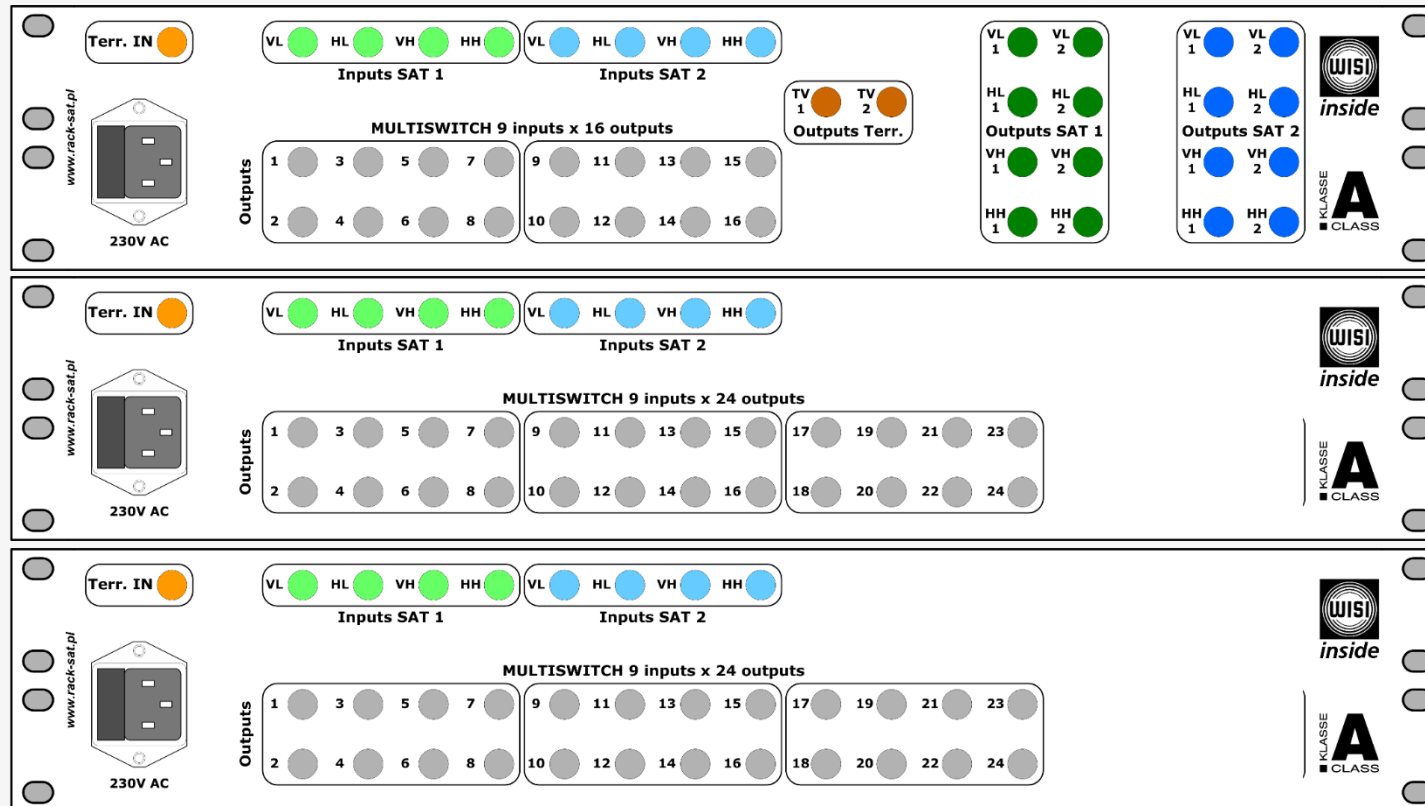 Terr. IN
VL HL VH HH
Inputs SAT 1
VL HL VH HH
Inputs SAT 2
www.rack-sat.pl
230V AC
MULTISWITCH 9 inputs x 16 outputs
Outputs
1 3 5 7 9 11 13 15
2 4 6 8 10 12 14 16
TV 1 TV 2
Outputs Terr.
VL 1 VL 2
HL 1 HL 2
Outputs SAT 1
VH 1 VH 2
HH 1 HH 2
VL 1 VL 2
HL 1 HL 2
Outputs SAT 2
VH 1 VH 2
HH 1 HH 2
WISI
inside
KLASSE
A
CLASS
Terr. IN
VL HL VH HH
Inputs SAT 1
VL HL VH HH
Inputs SAT 2
www.rack-sat.pl
230V AC
MULTISWITCH 9 inputs x 24 outputs
Outputs
1 3 5 7 9 11 13 15 17 19 21 23
2 4 6 8 10 12 14 16 18 20 22 24
WISI
inside
KLASSE
A
CLASS
Terr. IN
VL HL VH HH
Inputs SAT 1
VL HL VH HH
Inputs SAT 2
www.rack-sat.pl
230V AC
MULTISWITCH 9 inputs x 24 outputs
Outputs
1 3 5 7 9 11 13 15 17 19 21 23
2 4 6 8 10 12 14 16 18 20 22 24
WISI
inside
KLASSE
A
CLASS